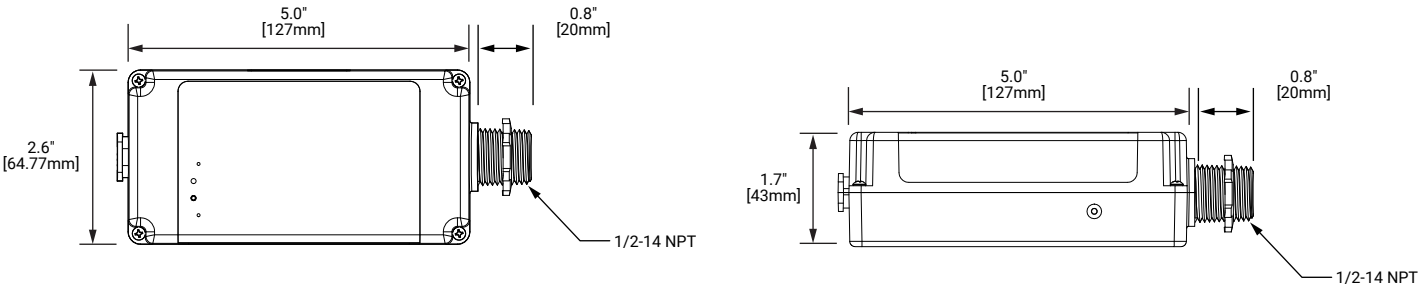 5.0"
[127mm]
0.8"
[20mm]
2.6"
[64.77mm]
1/2-14 NPT
5.0"
[127mm]
0.8"
[20mm]
1.7"
[43mm]
1/2-14 NPT